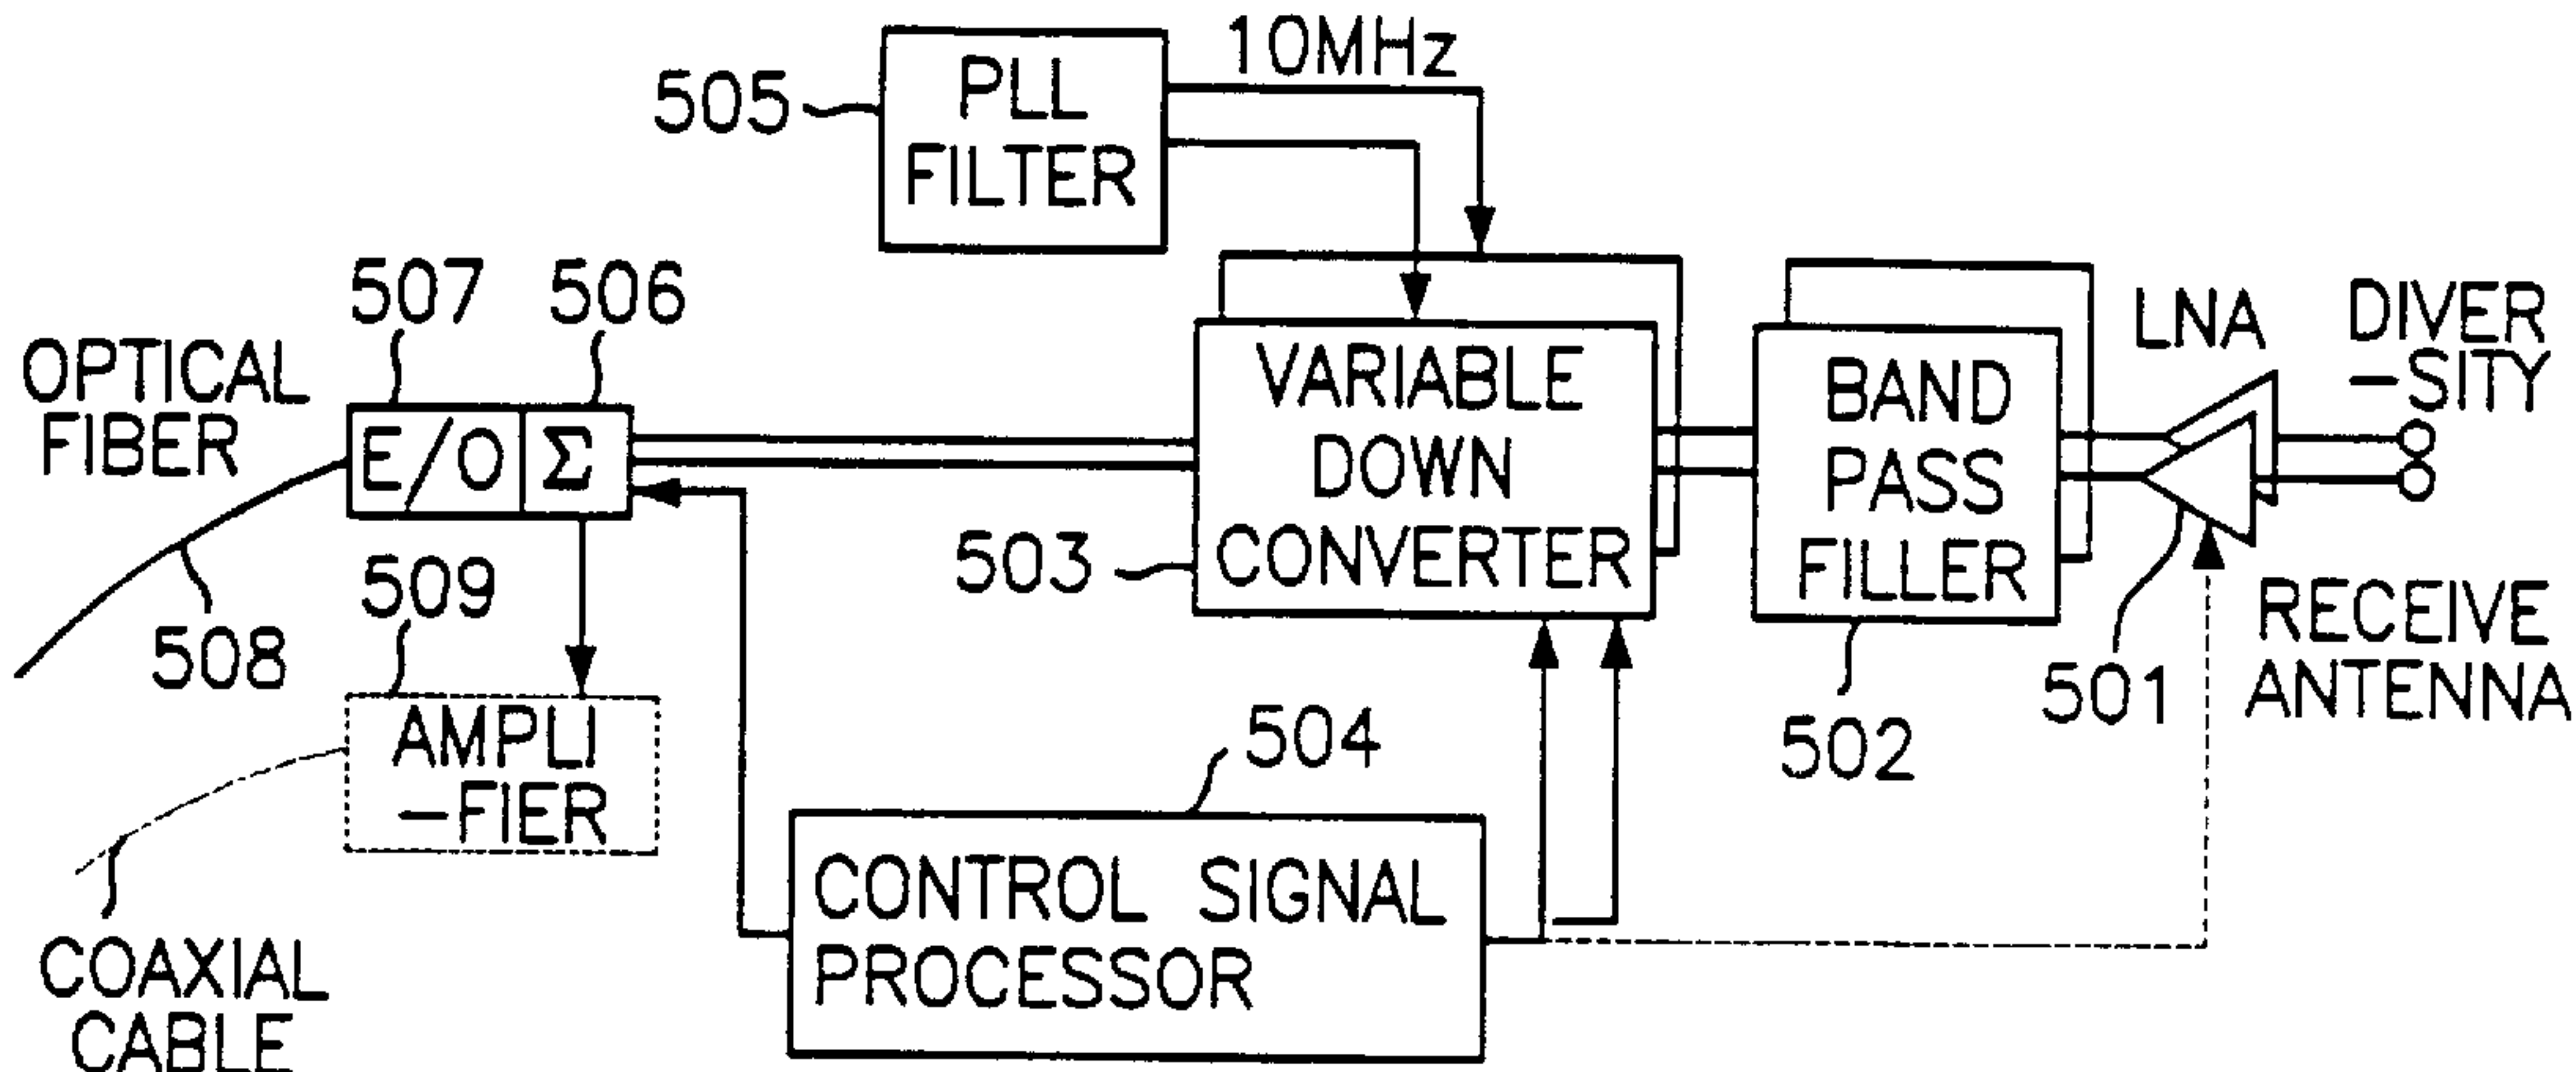 10MHz
505
PLL
FILTER
507
506
OPTICAL
FIBER
E/O
Σ
VARIABLE
DOWN
CONVERTER
503
BAND
PASS
FILLER
502
LNA
DIVER
-SITY
501
RECEIVE
ANTENNA
508
509
AMPLI
-FIER
504
CONTROL SIGNAL
PROCESSOR
COAXIAL
CABLE